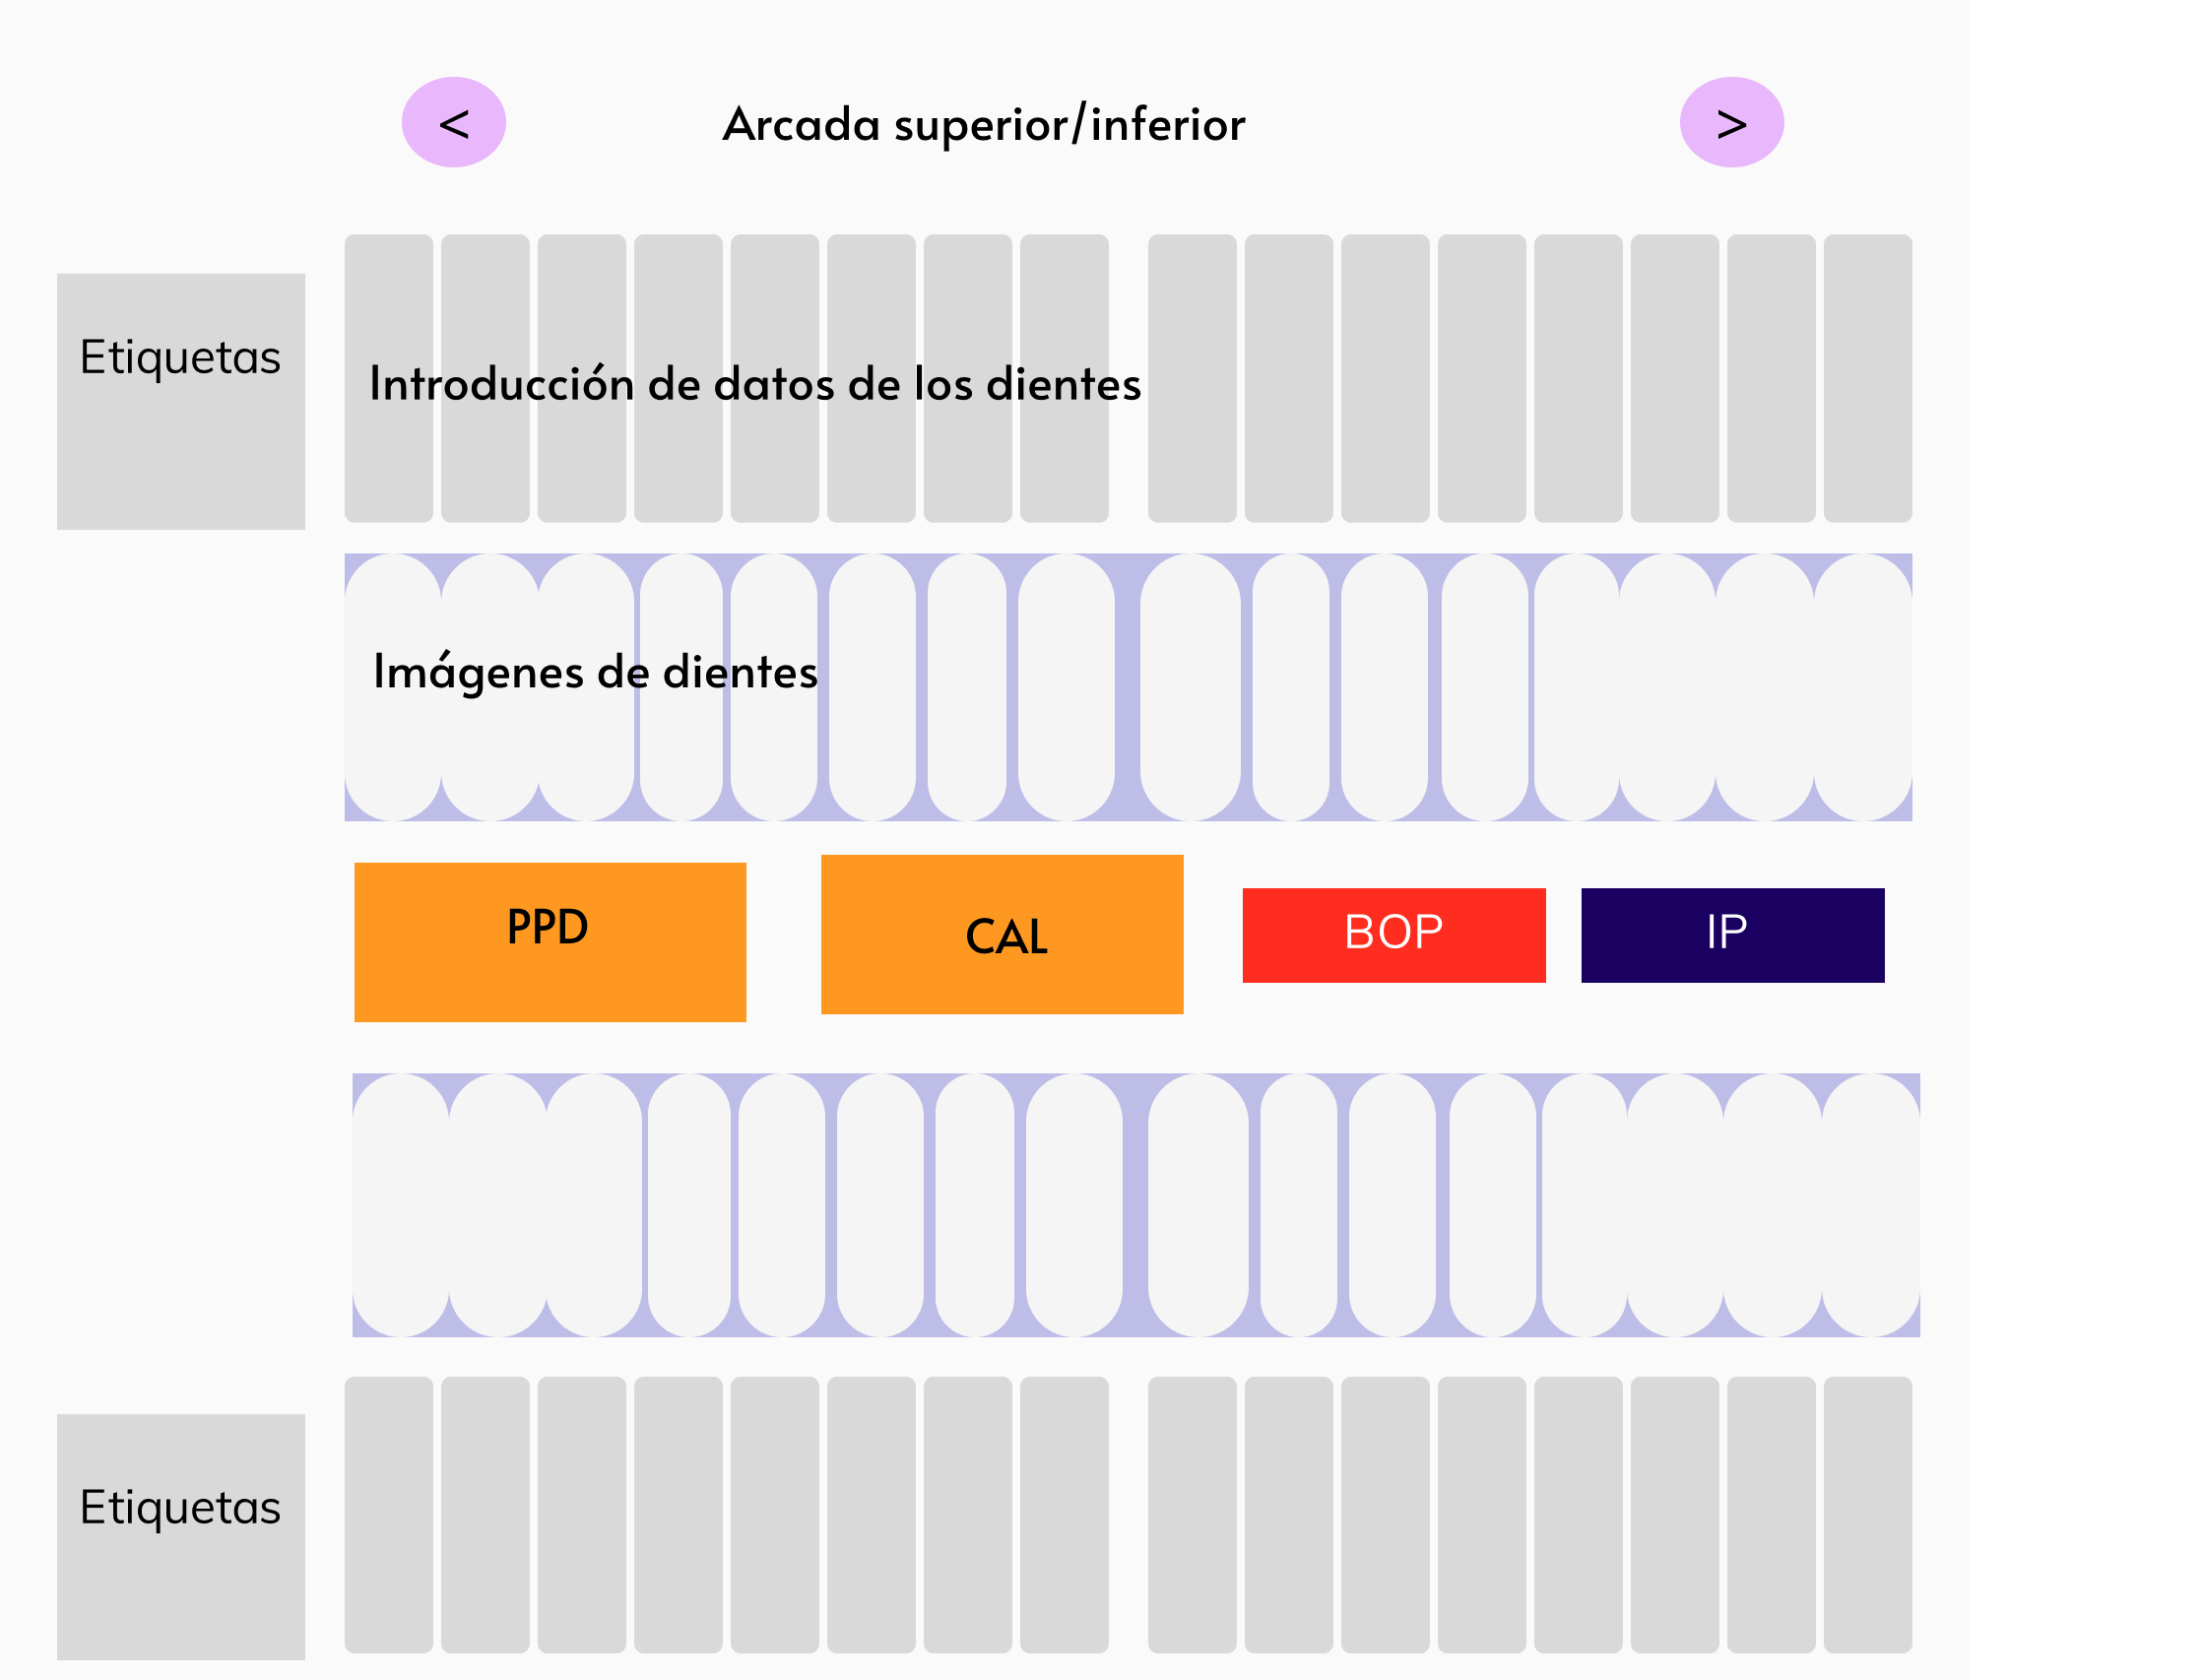 <
Arcada superior/inferior
>
Etiquetas
Introducción de datos de los dientes
Imágenes de dientes
PPD
CAL
BOP
IP
Etiquetas